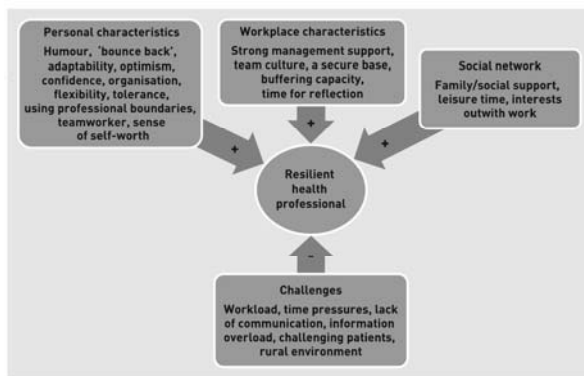 Personal characteristics
Humour, 'bounce back',
adaptability, optimism,
confidence, organisation,
flexibility, tolerance,
using professional boundaries,
teamworker, sense
of self-worth
+
Workplace characteristics
Strong management support,
team culture, a secure base,
buffering capacity,
time for reflection
+
Social network
Family/social support,
leisure time, interests
outwith work
+
Resilient
health
professional
-
Challenges
Workload, time pressures, lack
of communication, information
overload, challenging patients,
rural environment